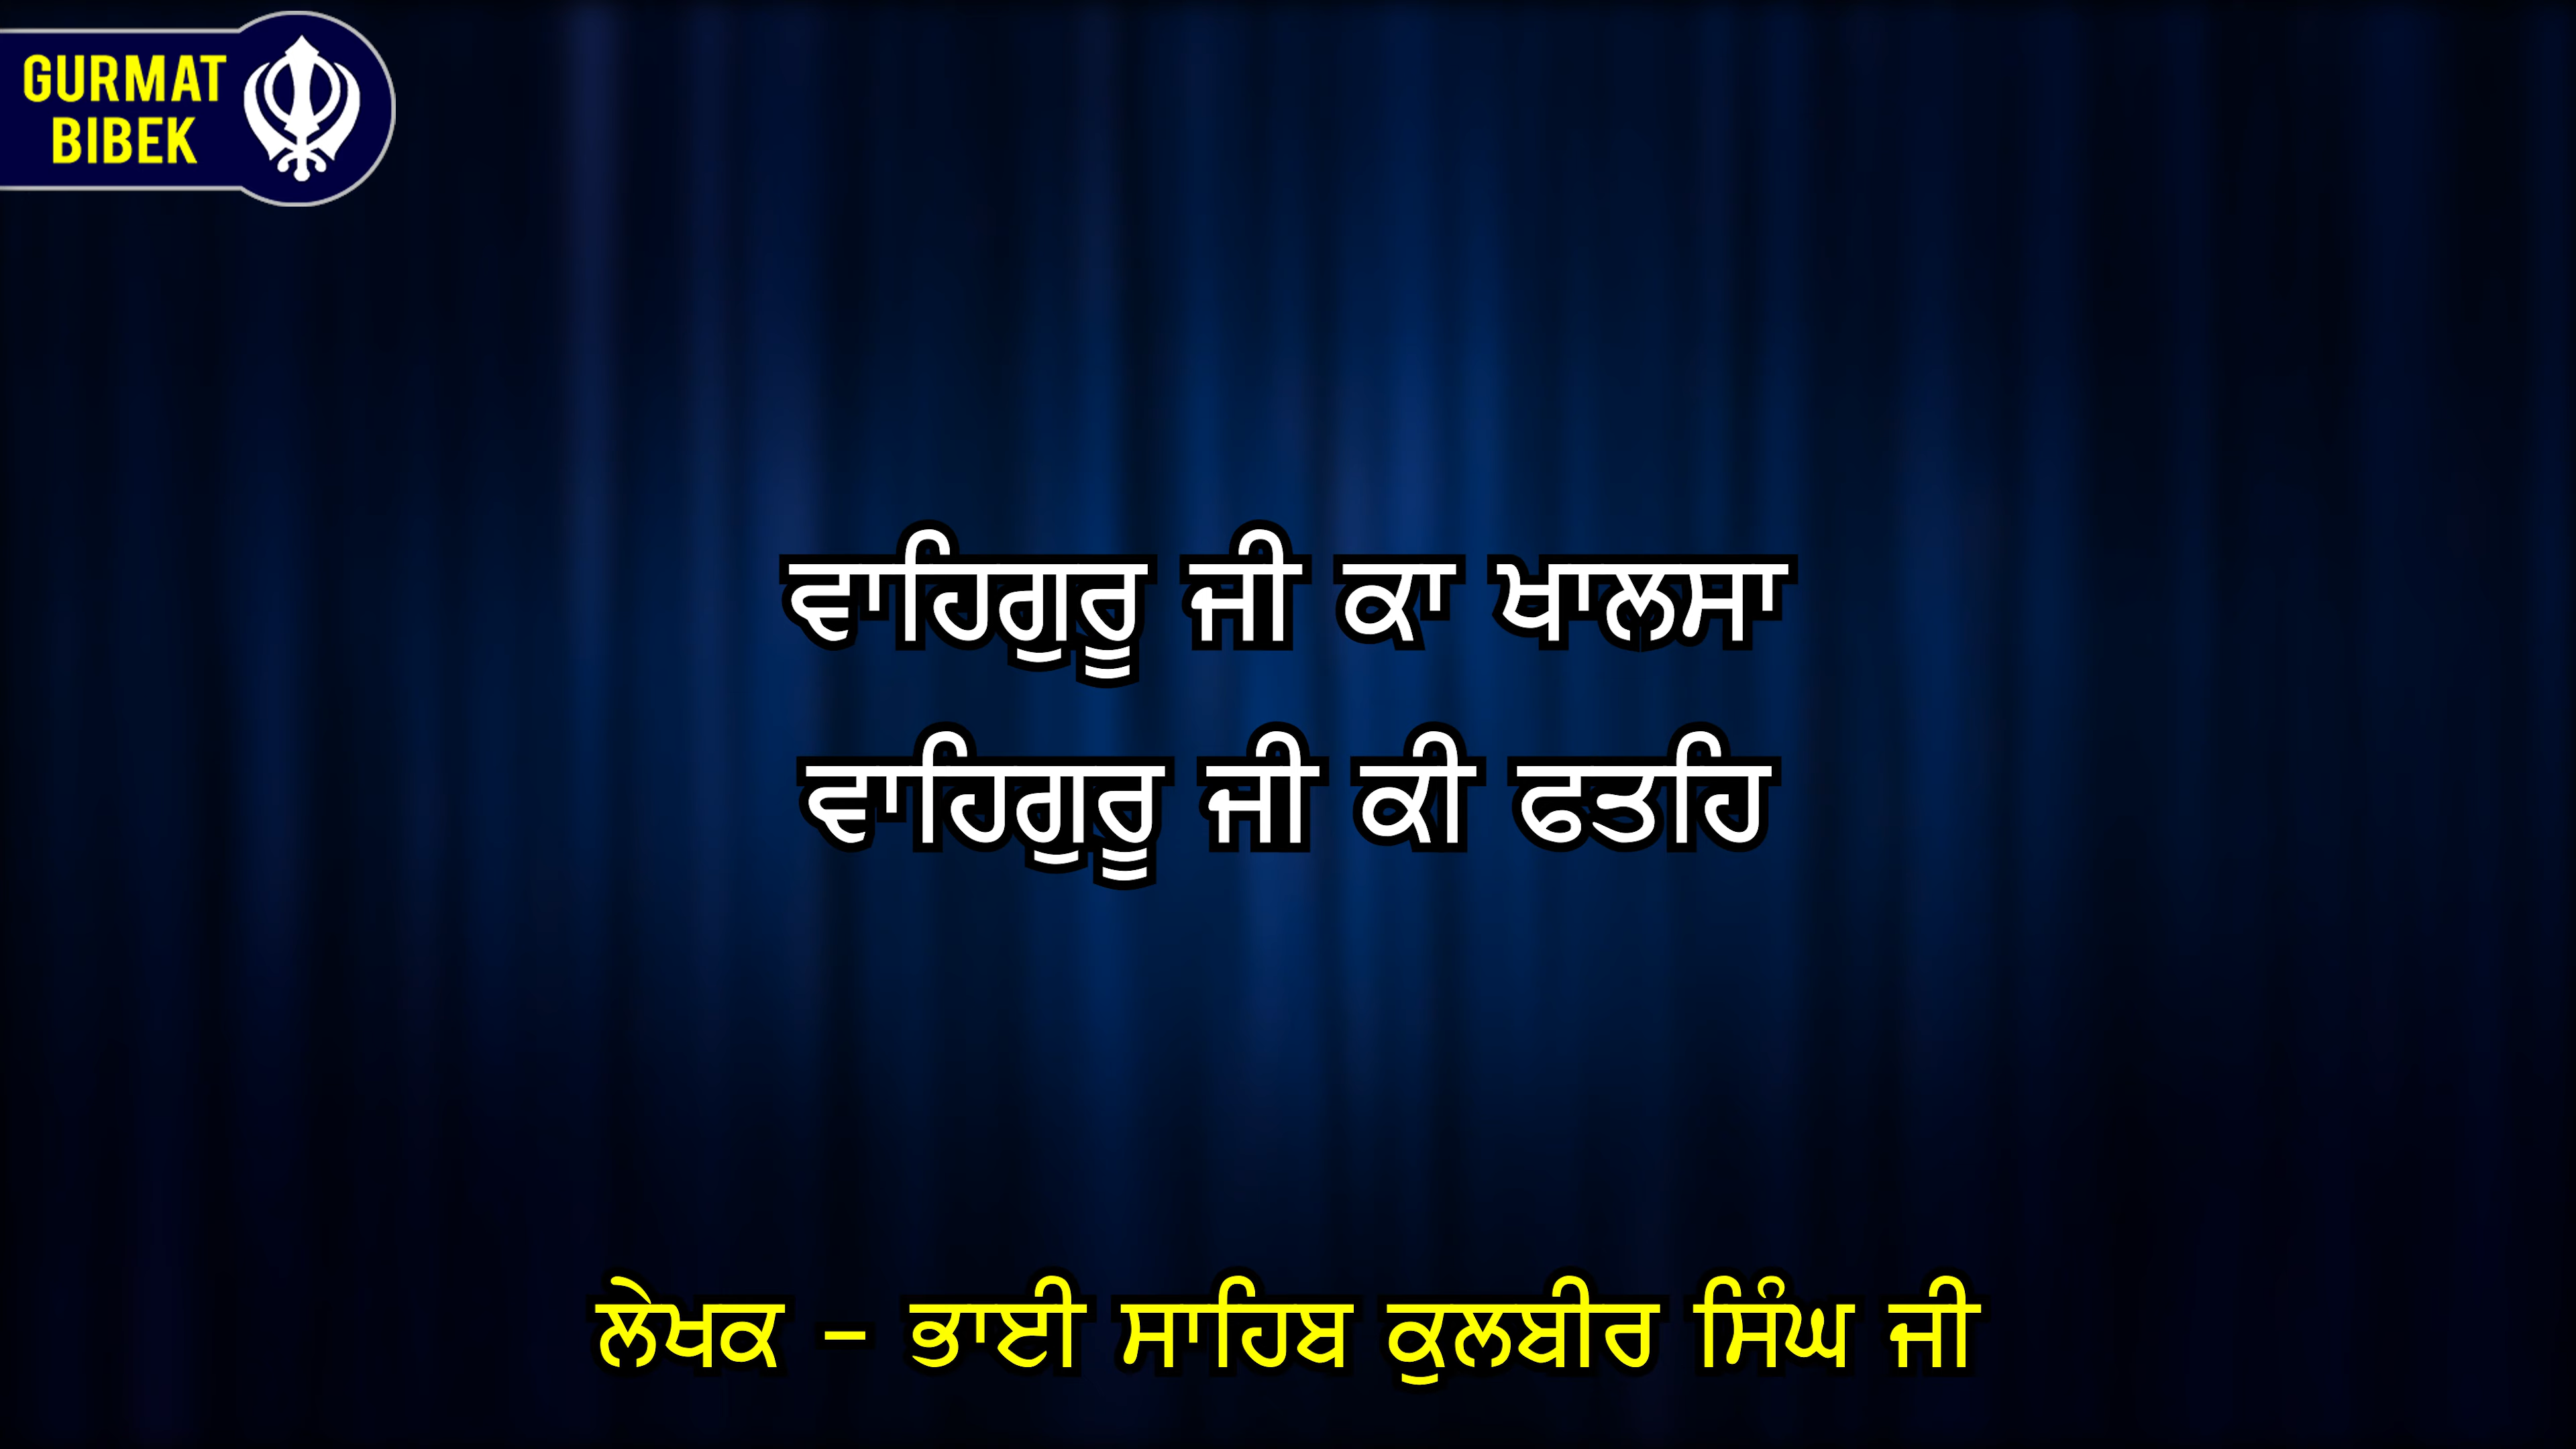 GURMAT
BIBEK
ਵਾਹਿਗੁਰੂ ਜੀ ਕਾ ਖਾਲਸਾ
ਵਾਹਿਗੁਰੂ ਜੀ ਕੀ ਫਤਹਿ
ਲੇਖਕ - ਭਾਈ ਸਾਹਿਬ ਕੁਲਬੀਰ ਸਿੰਘ ਜੀ